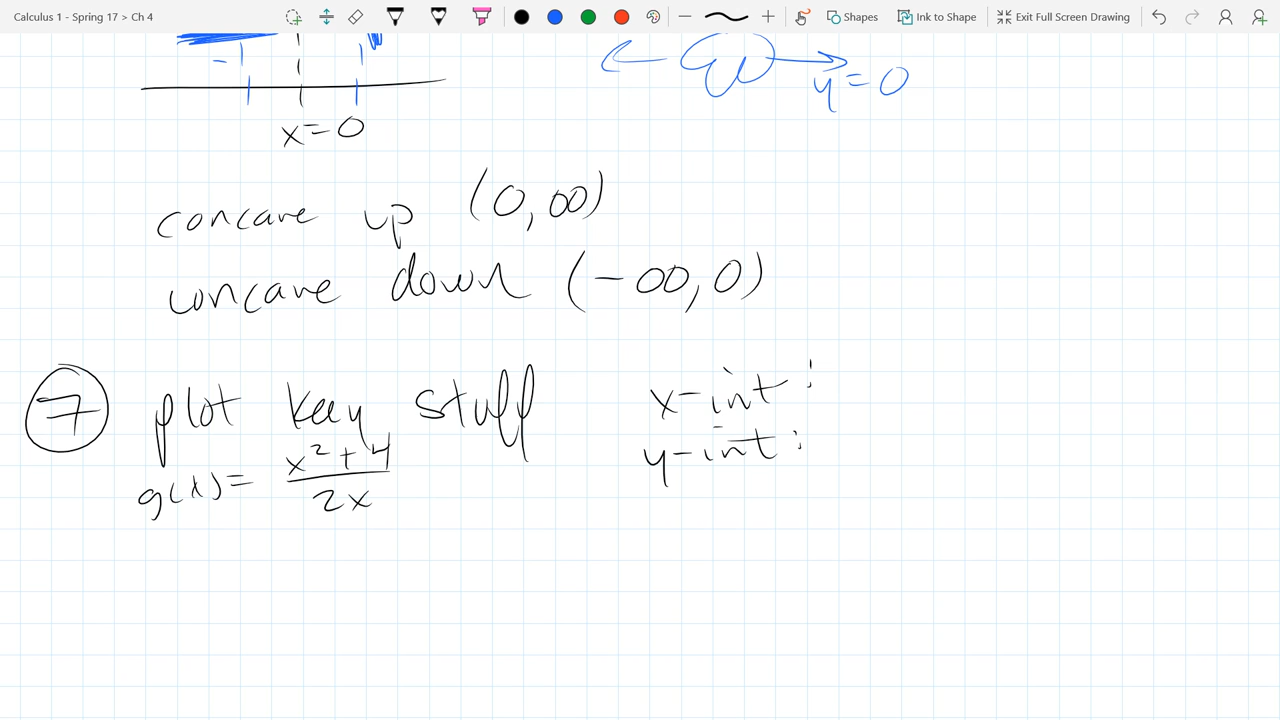 Calculus 1 - Spring 17 > Ch 4
Shapes
Ink to Shape
Exit Full Screen Drawing
-1
x=0
y=0
concave up (0,∞)
concave down (-∞,0)
7 plot key stuff
g(x)= x²+4 / 2x
x-int:
y-int: